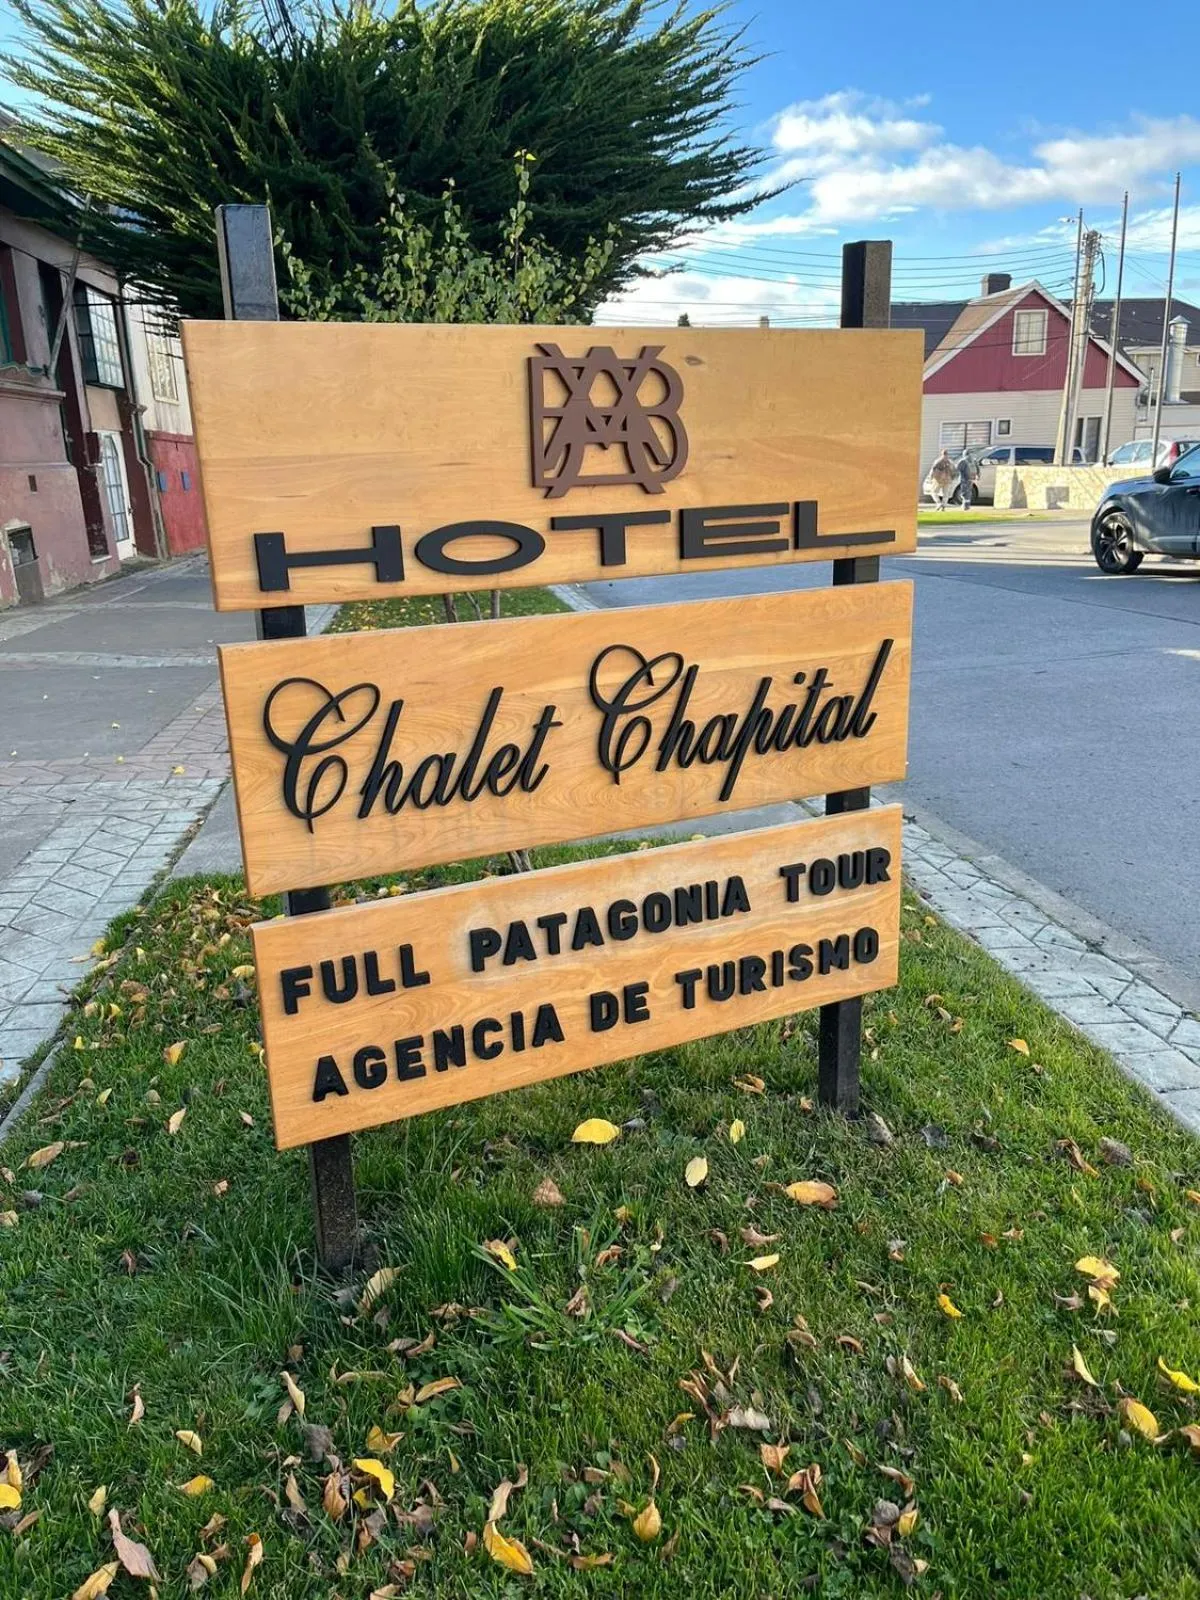 HOTEL
Chalet Chapital
FULL PATAGONIA TOUR
AGENCIA DE TURISMO